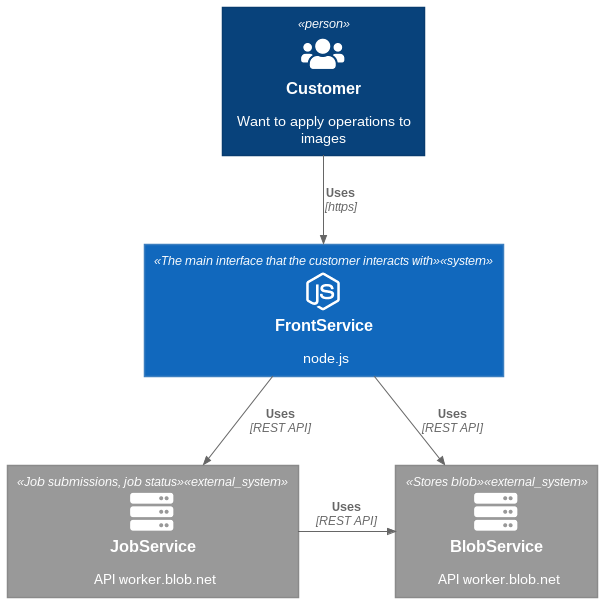 «person»
Customer
Want to apply operations to
images
Uses
[https]
«The main interface that the customer interacts with»«system»
JS
FrontService
node.js
Uses
[REST API]
Uses
[REST API]
«Job submissions, job status»«external_system»
JobService
API worker.blob.net
Uses
[REST API]
«Stores blob»«external_system»
BlobService
API worker.blob.net